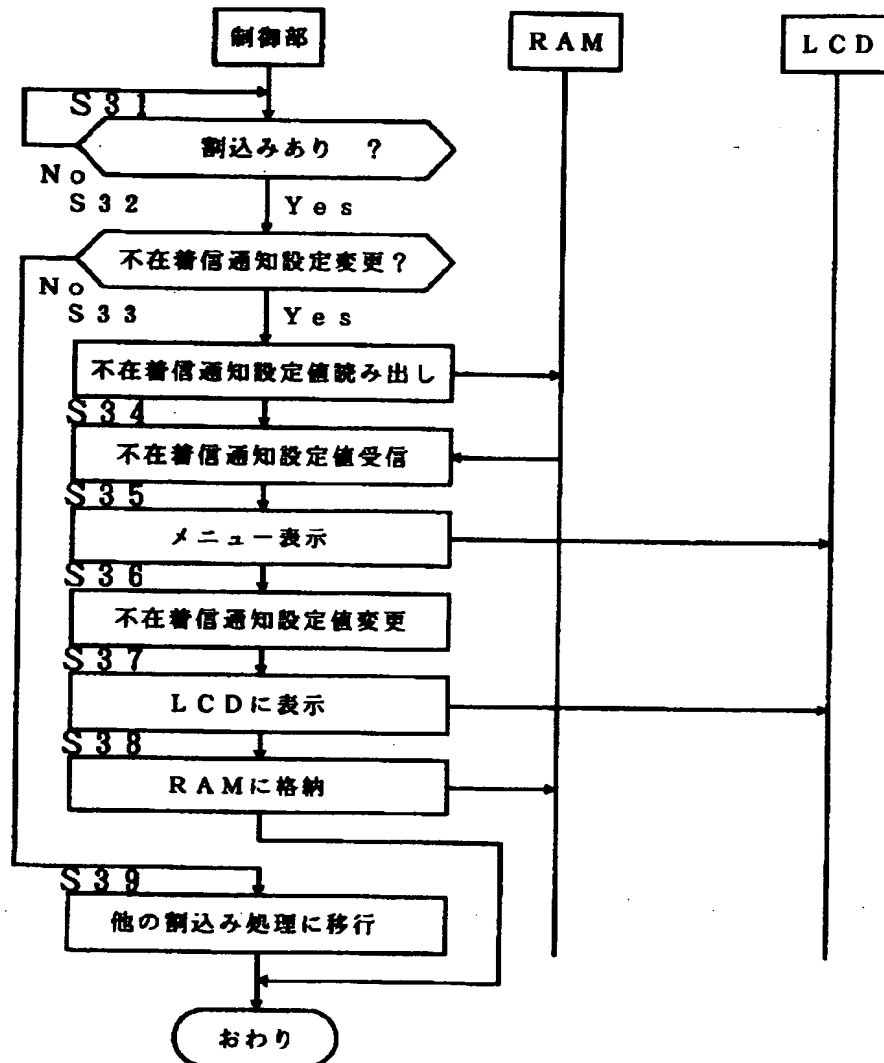 制御部
RAM
LCD
S31
割込みあり ?
No
S32
Yes
不在着信通知設定変更?
No
S33
Yes
不在着信通知設定値読み出し
S34
不在着信通知設定値受信
S35
メニュー表示
S36
不在着信通知設定値変更
S37
LCDに表示
S38
RAMに格納
S39
他の割込み処理に移行
おわり